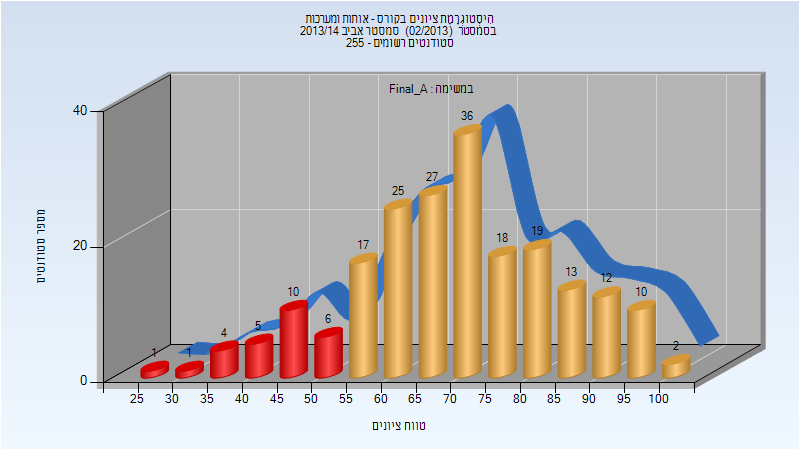 היסטוגרמת ציונים בקורס - אותות ומערכות
בסמסטר (02/2013) סמסטר אביב 2013/14
סטודנטים רשומים - 255
במשימה : Final_A
מספר סטודנטים
40
20
0
1
1
4
5
10
6
17
25
27
36
18
19
13
12
10
2
25 30 35 40 45 50 55 60 65 70 75 80 85 90 95 100
טווח ציונים